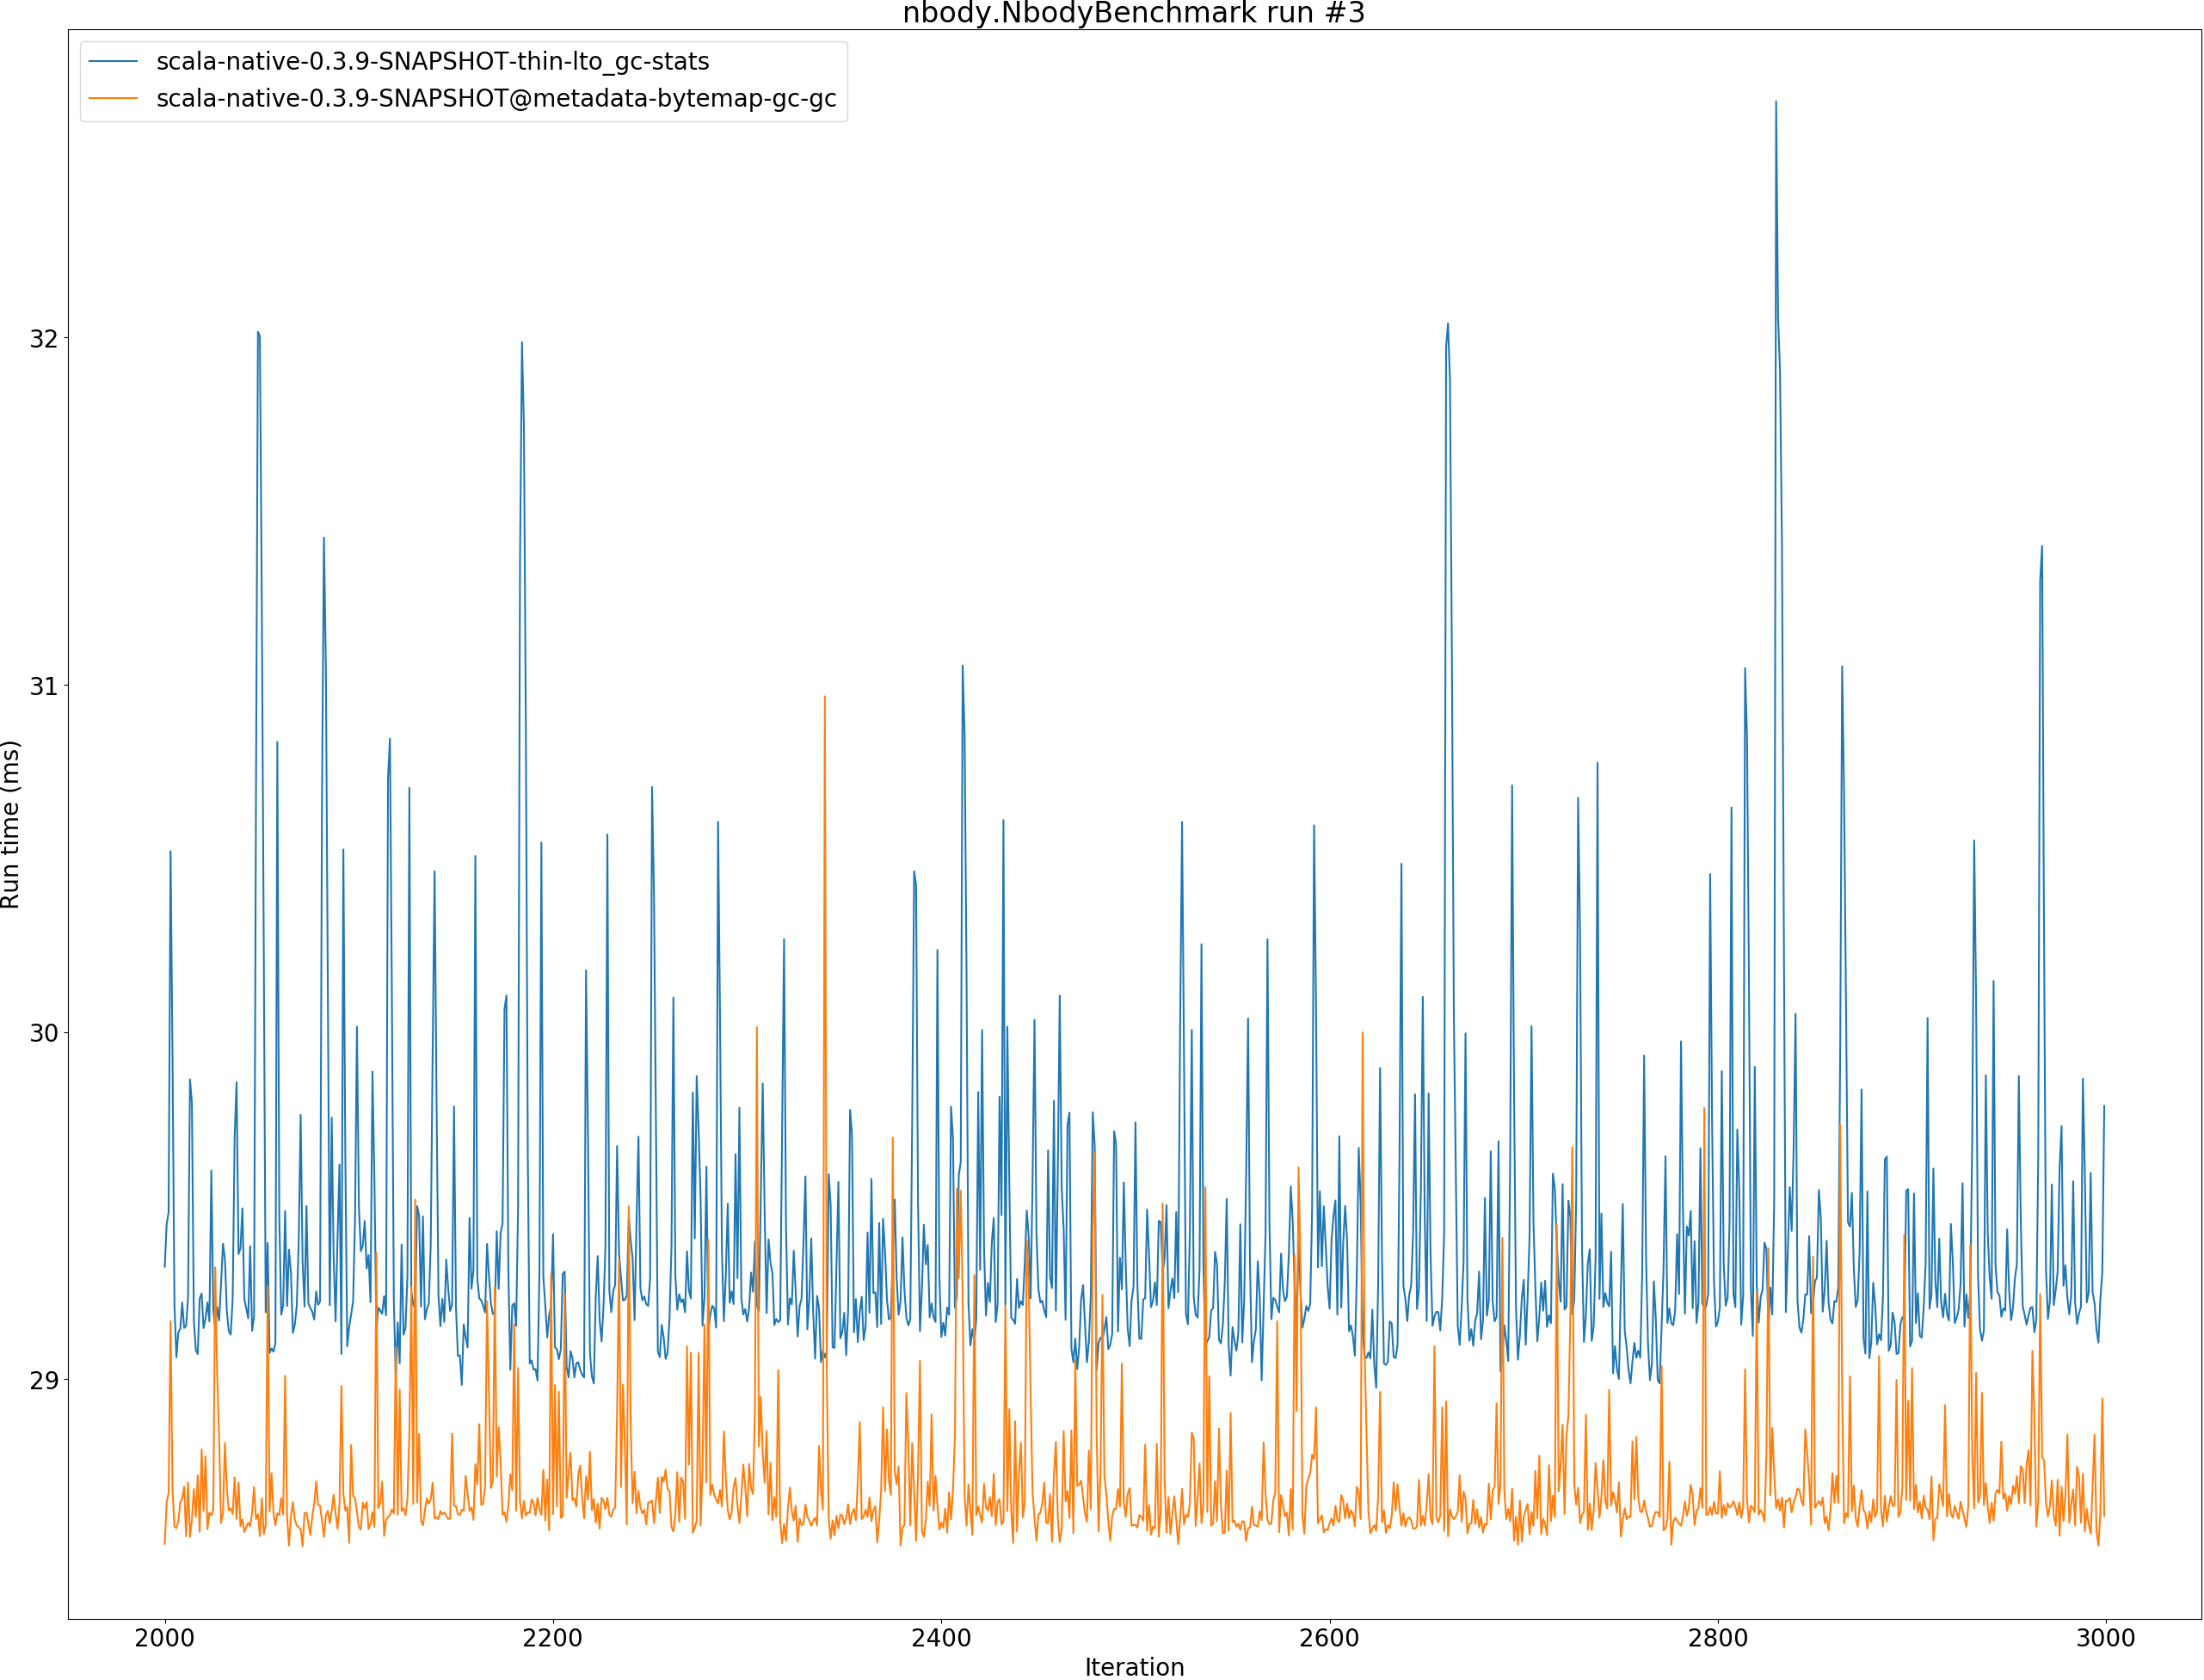 nbody.NbodyBenchmark run #3
scala-native-0.3.9-SNAPSHOT-thin-lto_gc-stats
scala-native-0.3.9-SNAPSHOT@metadata-bytemap-gc-gc
32
31
30
29
Run time (ms)
2000 2200 2400 2600 2800 3000
Iteration